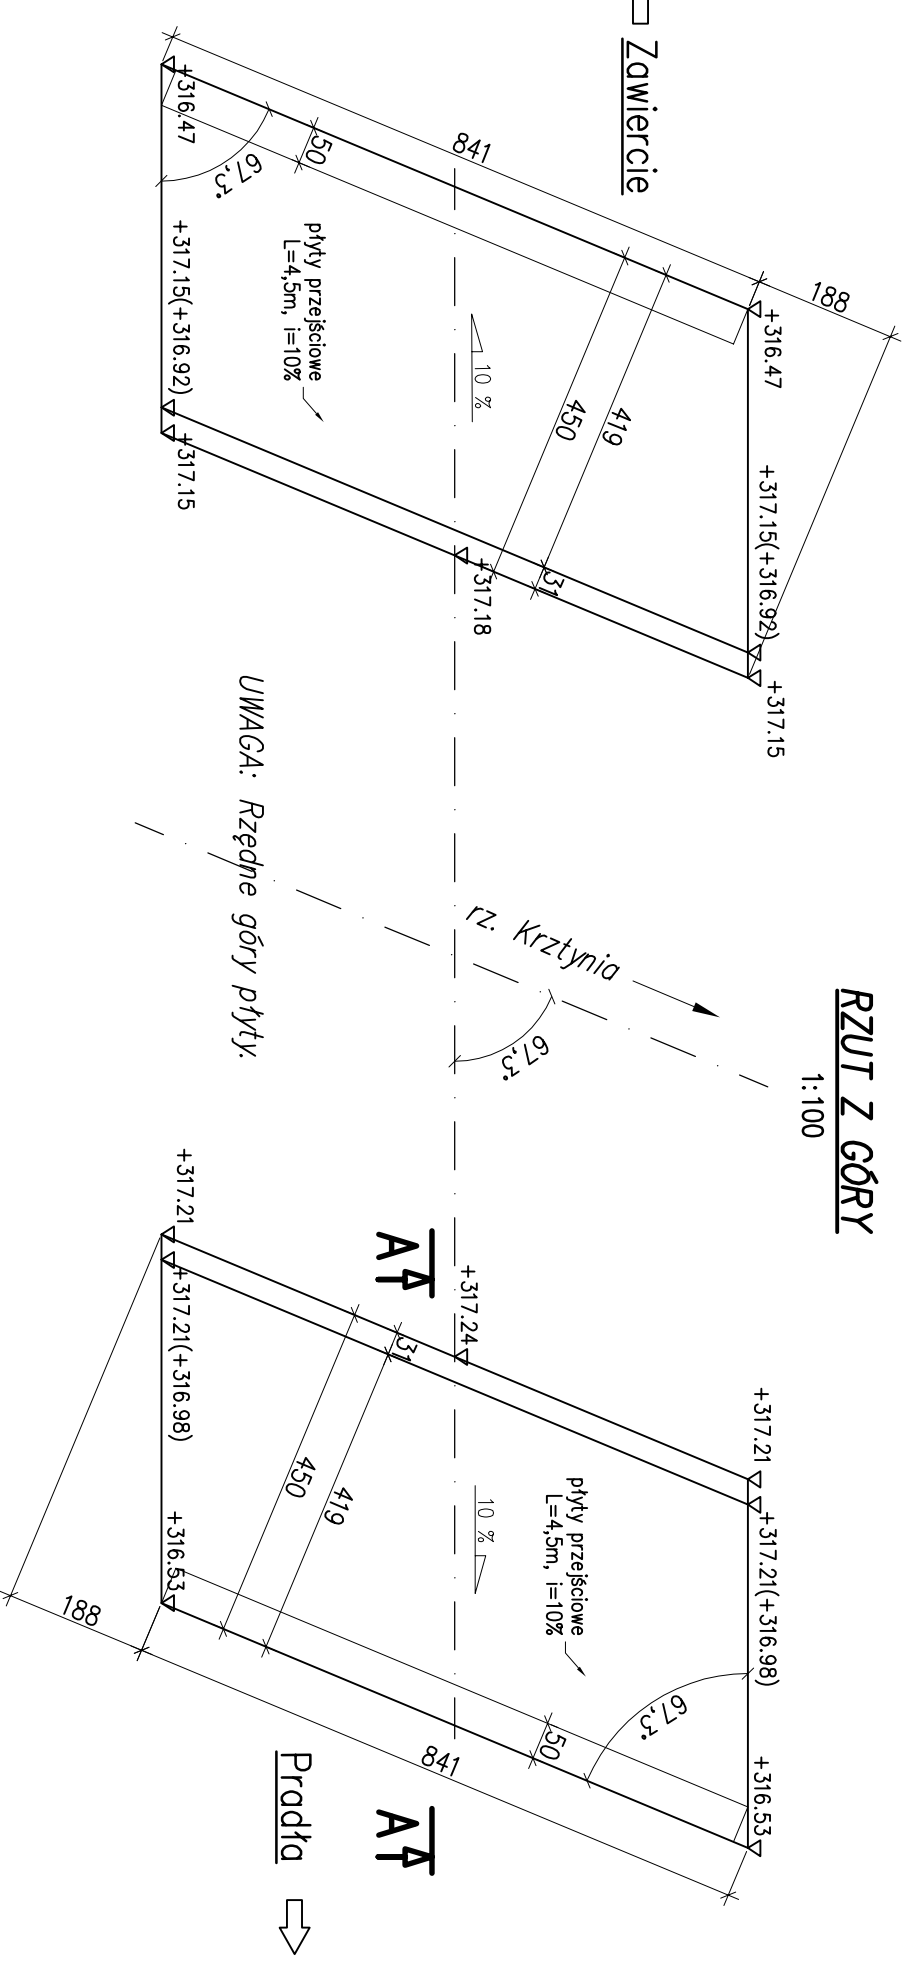 RZUT Z GÓRY
1:100
Zawiercie
188
841
+316.47
+317.15(+316.92)
+317.15
419
450
31
50
67,3°
10 %
płyty przejściowe
L=4,5m, i=10%
+317.18
+316.47
+317.15(+316.92)
+317.15
rz. Krztynia
67,3°
UWAGA: Rzędne góry płyty.
+317.21
+317.21(+316.98)
+316.53
67,3°
płyty przejściowe
L=4,5m, i=10%
+317.24
10 %
A
A
31
419
450
50
841
188
+317.21
+317.21(+316.98)
+316.53
Pradła